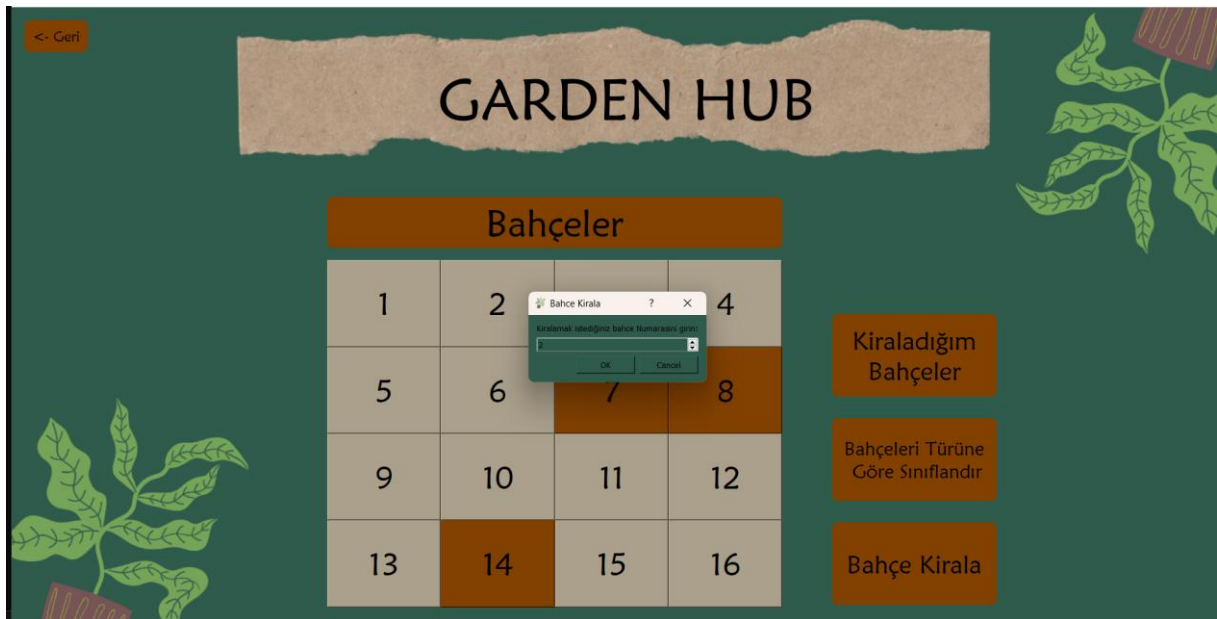 <- Geri
GARDEN HUB
Bahçeler
1
2
4
Bahce Kirala
?
Kiralamak istediğiniz bahce Numarasini girin:
2
OK
Cancel
5
6
7
8
9
10
11
12
13
14
15
16
Kiraladığım
Bahçeler
Bahçeleri Türüne
Göre Sınıflandır
Bahçe Kirala